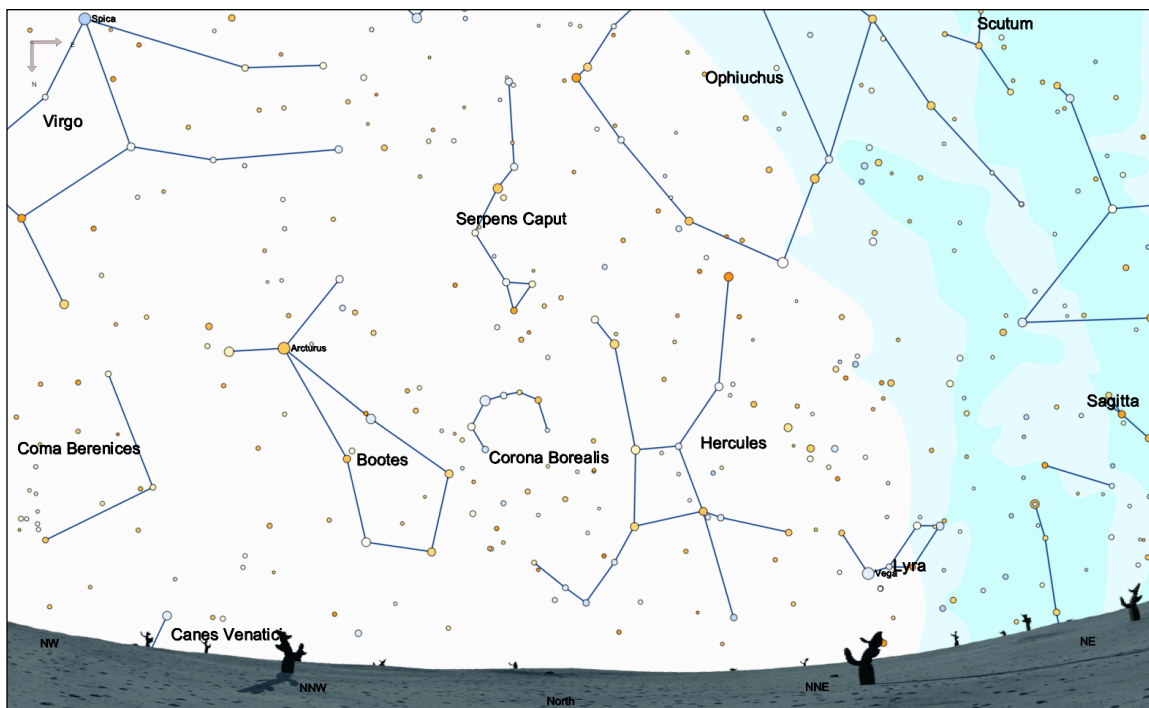 Spica
Scutum
E
Ophiuchus
N
Virgo
Serpens Caput
Arcturus
Sagitta
Coma Berenices
Bootes
Corona Borealis
Hercules
Lyra
Vega
Canes Venatici
NW
NE
NNW
NNE
North